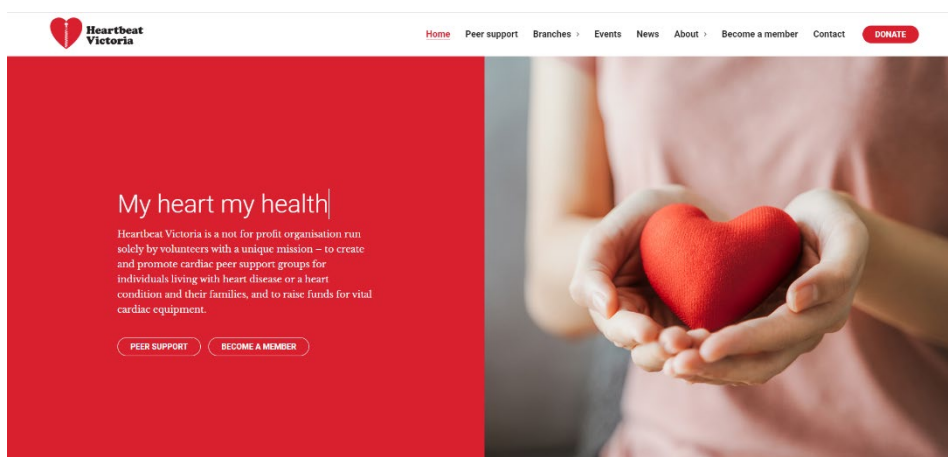 Heartbeat
Victoria
Home Peer support Branches › Events News About › Become a member Contact DONATE
My heart my health
Heartbeat Victoria is a not for profit organisation run
solely by volunteers with a unique mission – to create
and promote cardiac peer support groups for
individuals living with heart disease or a heart
condition and their families, and to raise funds for vital
cardiac equipment.
PEER SUPPORT BECOME A MEMBER